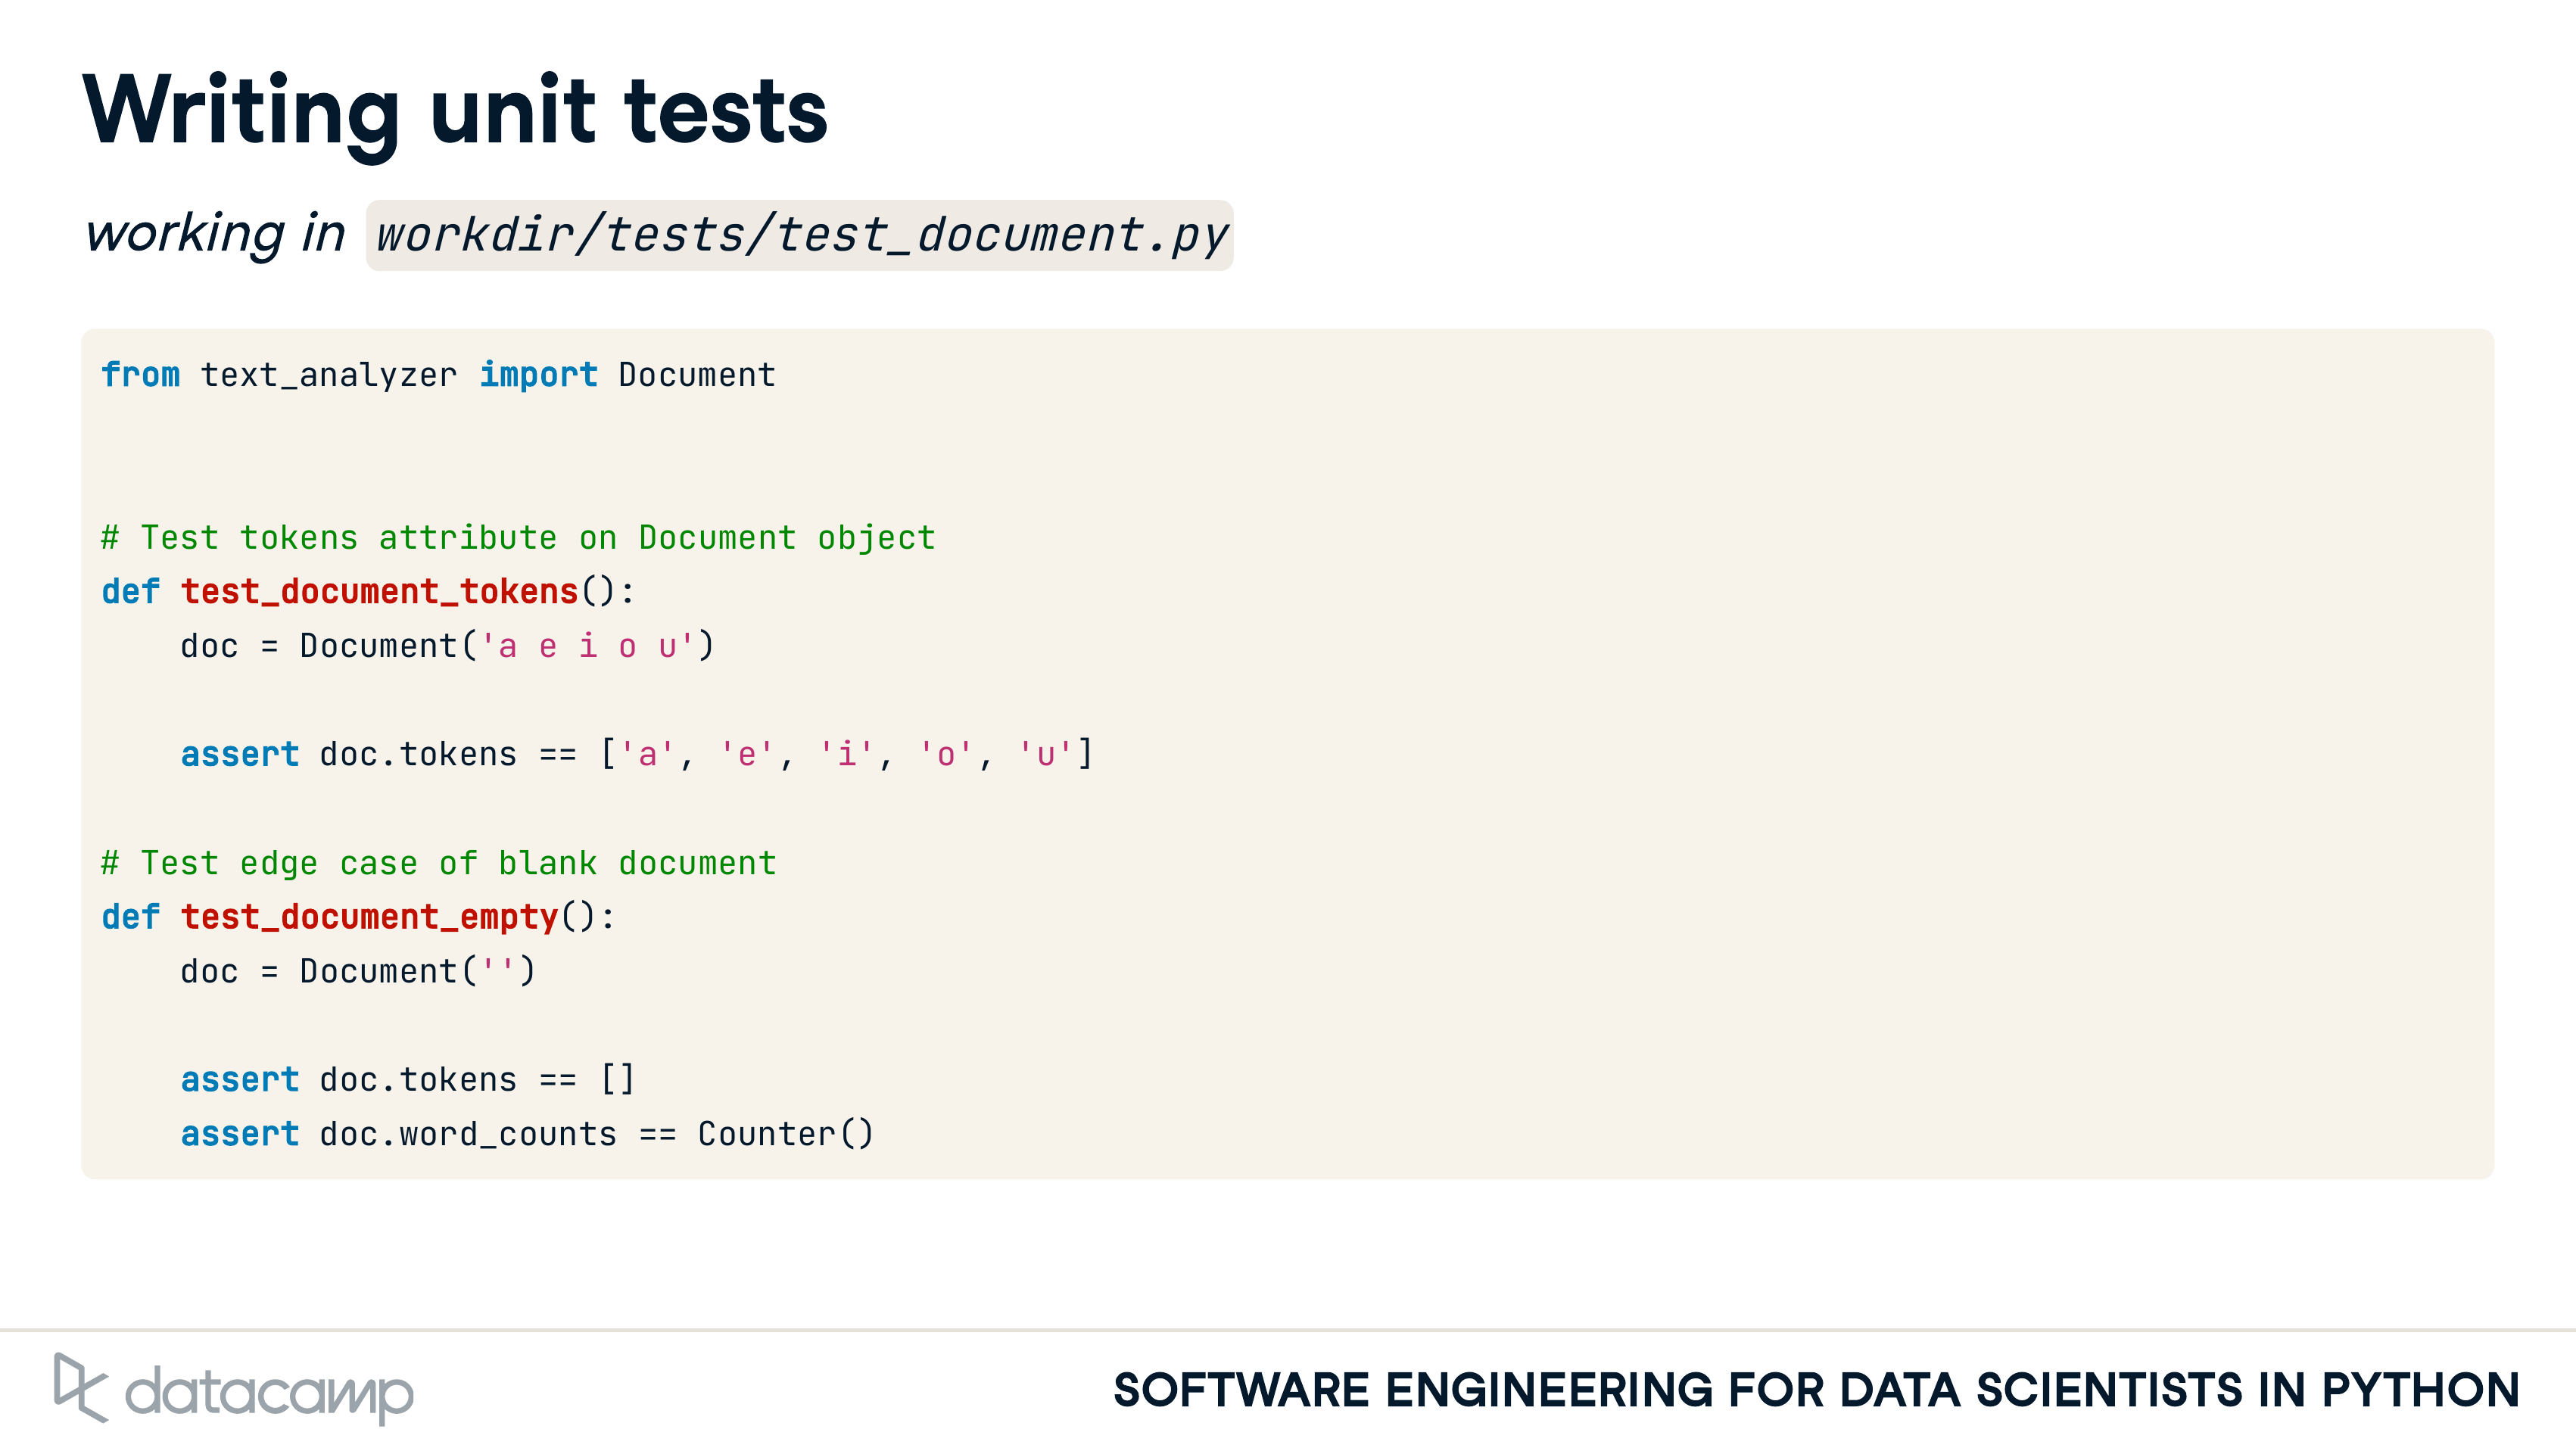 Writing unit tests
working in workdir/tests/test_document.py
from text_analyzer import Document
# Test tokens attribute on Document object
def test_document_tokens():
    doc = Document('a e i o u')
    assert doc.tokens == ['a', 'e', 'i', 'o', 'u']
# Test edge case of blank document
def test_document_empty():
    doc = Document('')
    assert doc.tokens == []
    assert doc.word_counts == Counter()
datacamp
SOFTWARE ENGINEERING FOR DATA SCIENTISTS IN PYTHON